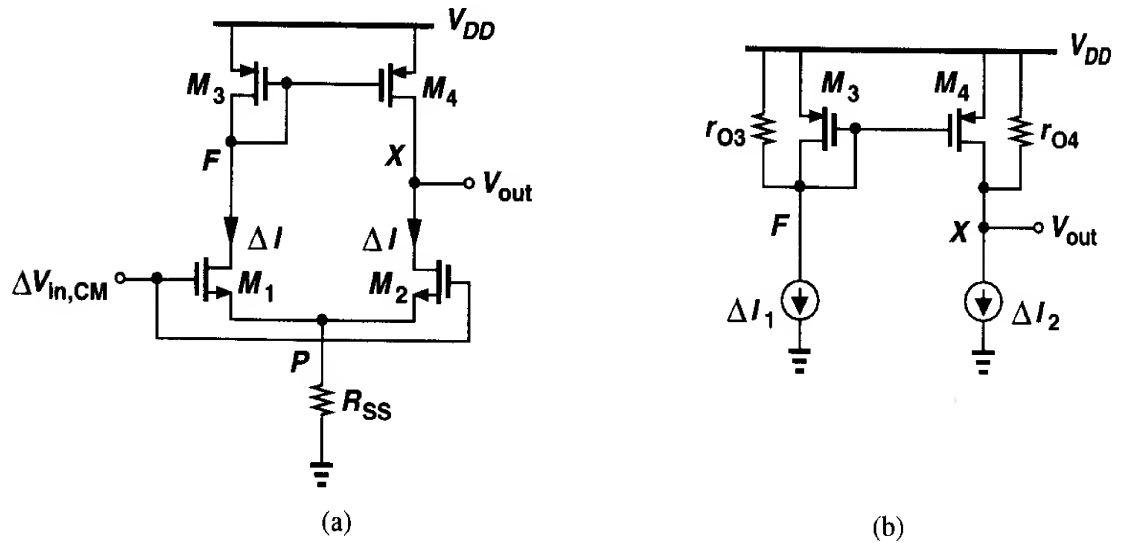 V_DD
M_3
M_4
F
X
V_out
ΔI
ΔI
ΔV_in,CM
M_1
M_2
P
R_SS
(a)
V_DD
M_3
M_4
r_O3
r_O4
F
X
V_out
ΔI_1
ΔI_2
(b)